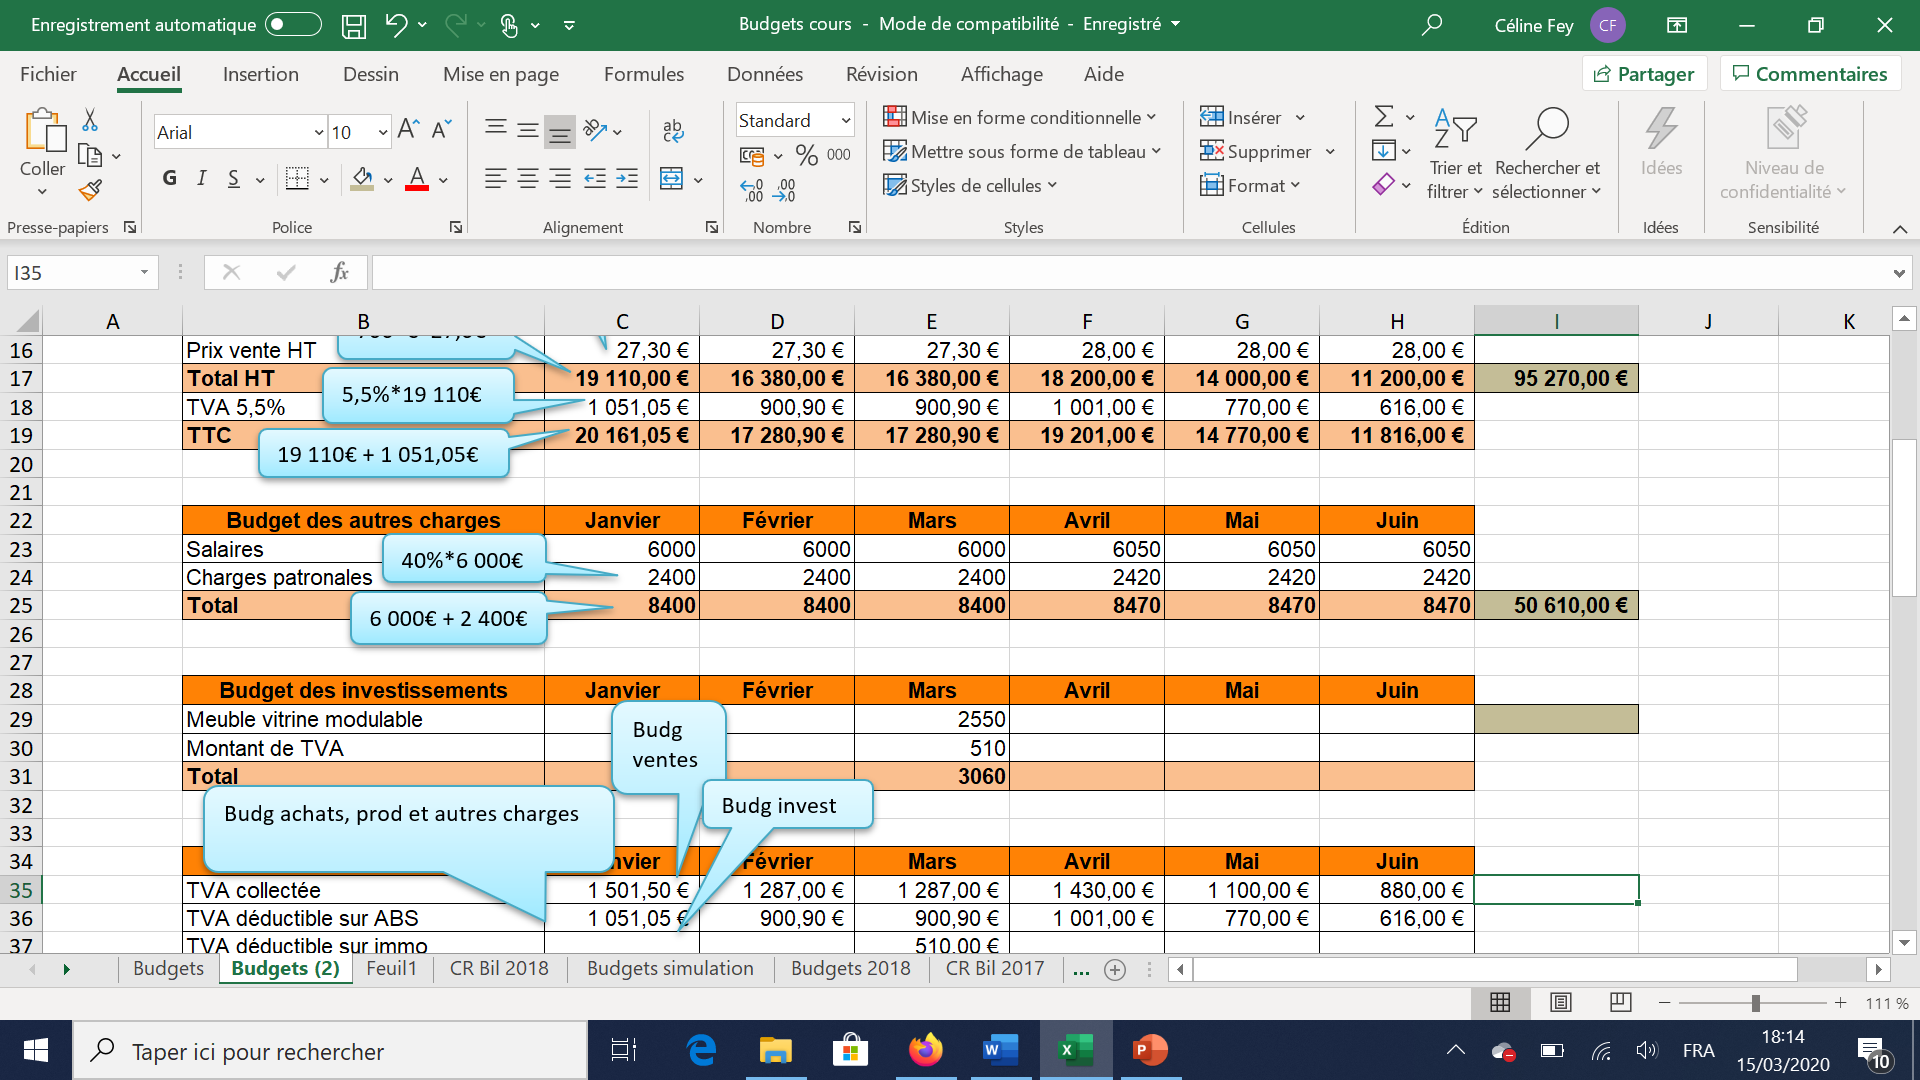 Enregistrement automatique
Budgets cours - Mode de compatibilité - Enregistré
Céline Fey
CF
Fichier Accueil Insertion Dessin Mise en page Formules Données Révision Affichage Aide
Partager Commentaires
Coller
Presse-papiers
Arial 10
G I S
Police
Alignement
Standard
% 000
Nombre
Mise en forme conditionnelle
Mettre sous forme de tableau
Styles de cellules
Styles
Insérer
Supprimer
Format
Cellules
Trier et filtrer
Rechercher et sélectionner
Édition
Idées
Idées
Niveau de confidentialité
Sensibilité
I35 fx
A B C D E F G H I J K
16 Prix vente HT 27,30 € 27,30 € 27,30 € 28,00 € 28,00 € 28,00 €
17 Total HT 19 110,00 € 16 380,00 € 16 380,00 € 18 200,00 € 14 000,00 € 11 200,00 € 95 270,00 €
5,5%*19 110€
18 TVA 5,5% 1 051,05 € 900,90 € 900,90 € 1 001,00 € 770,00 € 616,00 €
19 TTC 20 161,05 € 17 280,90 € 17 280,90 € 19 201,00 € 14 770,00 € 11 816,00 €
19 110€ + 1 051,05€
20
21
22 Budget des autres charges Janvier Février Mars Avril Mai Juin
23 Salaires 6000 6000 6000 6050 6050 6050
40%*6 000€
24 Charges patronales 2400 2400 2400 2420 2420 2420
25 Total 8400 8400 8400 8470 8470 8470 50 610,00 €
6 000€ + 2 400€
26
27
28 Budget des investissements Janvier Février Mars Avril Mai Juin
29 Meuble vitrine modulable 2550
Budg
ventes
30 Montant de TVA 510
31 Total 3060
32
Budg achats, prod et autres charges
Budg invest
33
34 nvier Février Mars Avril Mai Juin
35 TVA collectée 1 501,50 € 1 287,00 € 1 287,00 € 1 430,00 € 1 100,00 € 880,00 €
36 TVA déductible sur ABS 1 051,05 € 900,90 € 900,90 € 1 001,00 € 770,00 € 616,00 €
37 TVA déductible sur immo 510,00 €
Budgets Budgets (2) Feuil1 CR Bil 2018 Budgets simulation Budgets 2018 CR Bil 2017 ...
111 %
Taper ici pour rechercher
FRA
18:14
15/03/2020
10